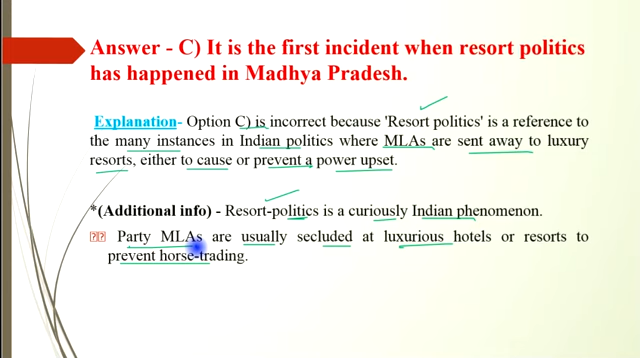 Answer - C) It is the first incident when resort politics
has happened in Madhya Pradesh.
Explanation- Option C) is incorrect because 'Resort politics' is a reference to
the many instances in Indian politics where MLAs are sent away to luxury
resorts, either to cause or prevent a power upset.
*(Additional info) - Resort-politics is a curiously Indian phenomenon.
Party MLAs are usually secluded at luxurious hotels or resorts to
prevent horse-trading.